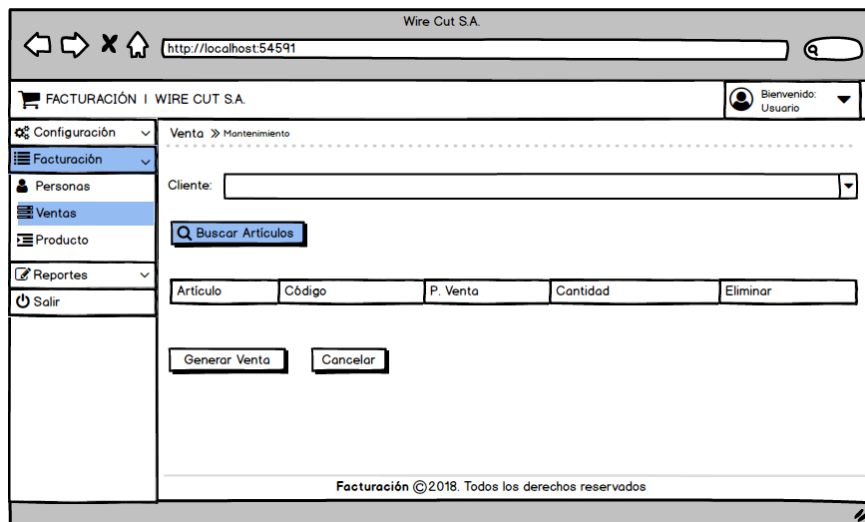 Wire Cut S.A.
http://localhost:54591
FACTURACIÓN I WIRE CUT S.A.
Bienvenido:
Usuario
Configuración
Facturación
Personas
Ventas
Producto
Reportes
Salir
Venta Mantenimiento
Cliente:
Buscar Articulos
Artículo Código P. Venta Cantidad Eliminar
Generar Venta Cancelar
Facturación ©2018. Todos los derechos reservados